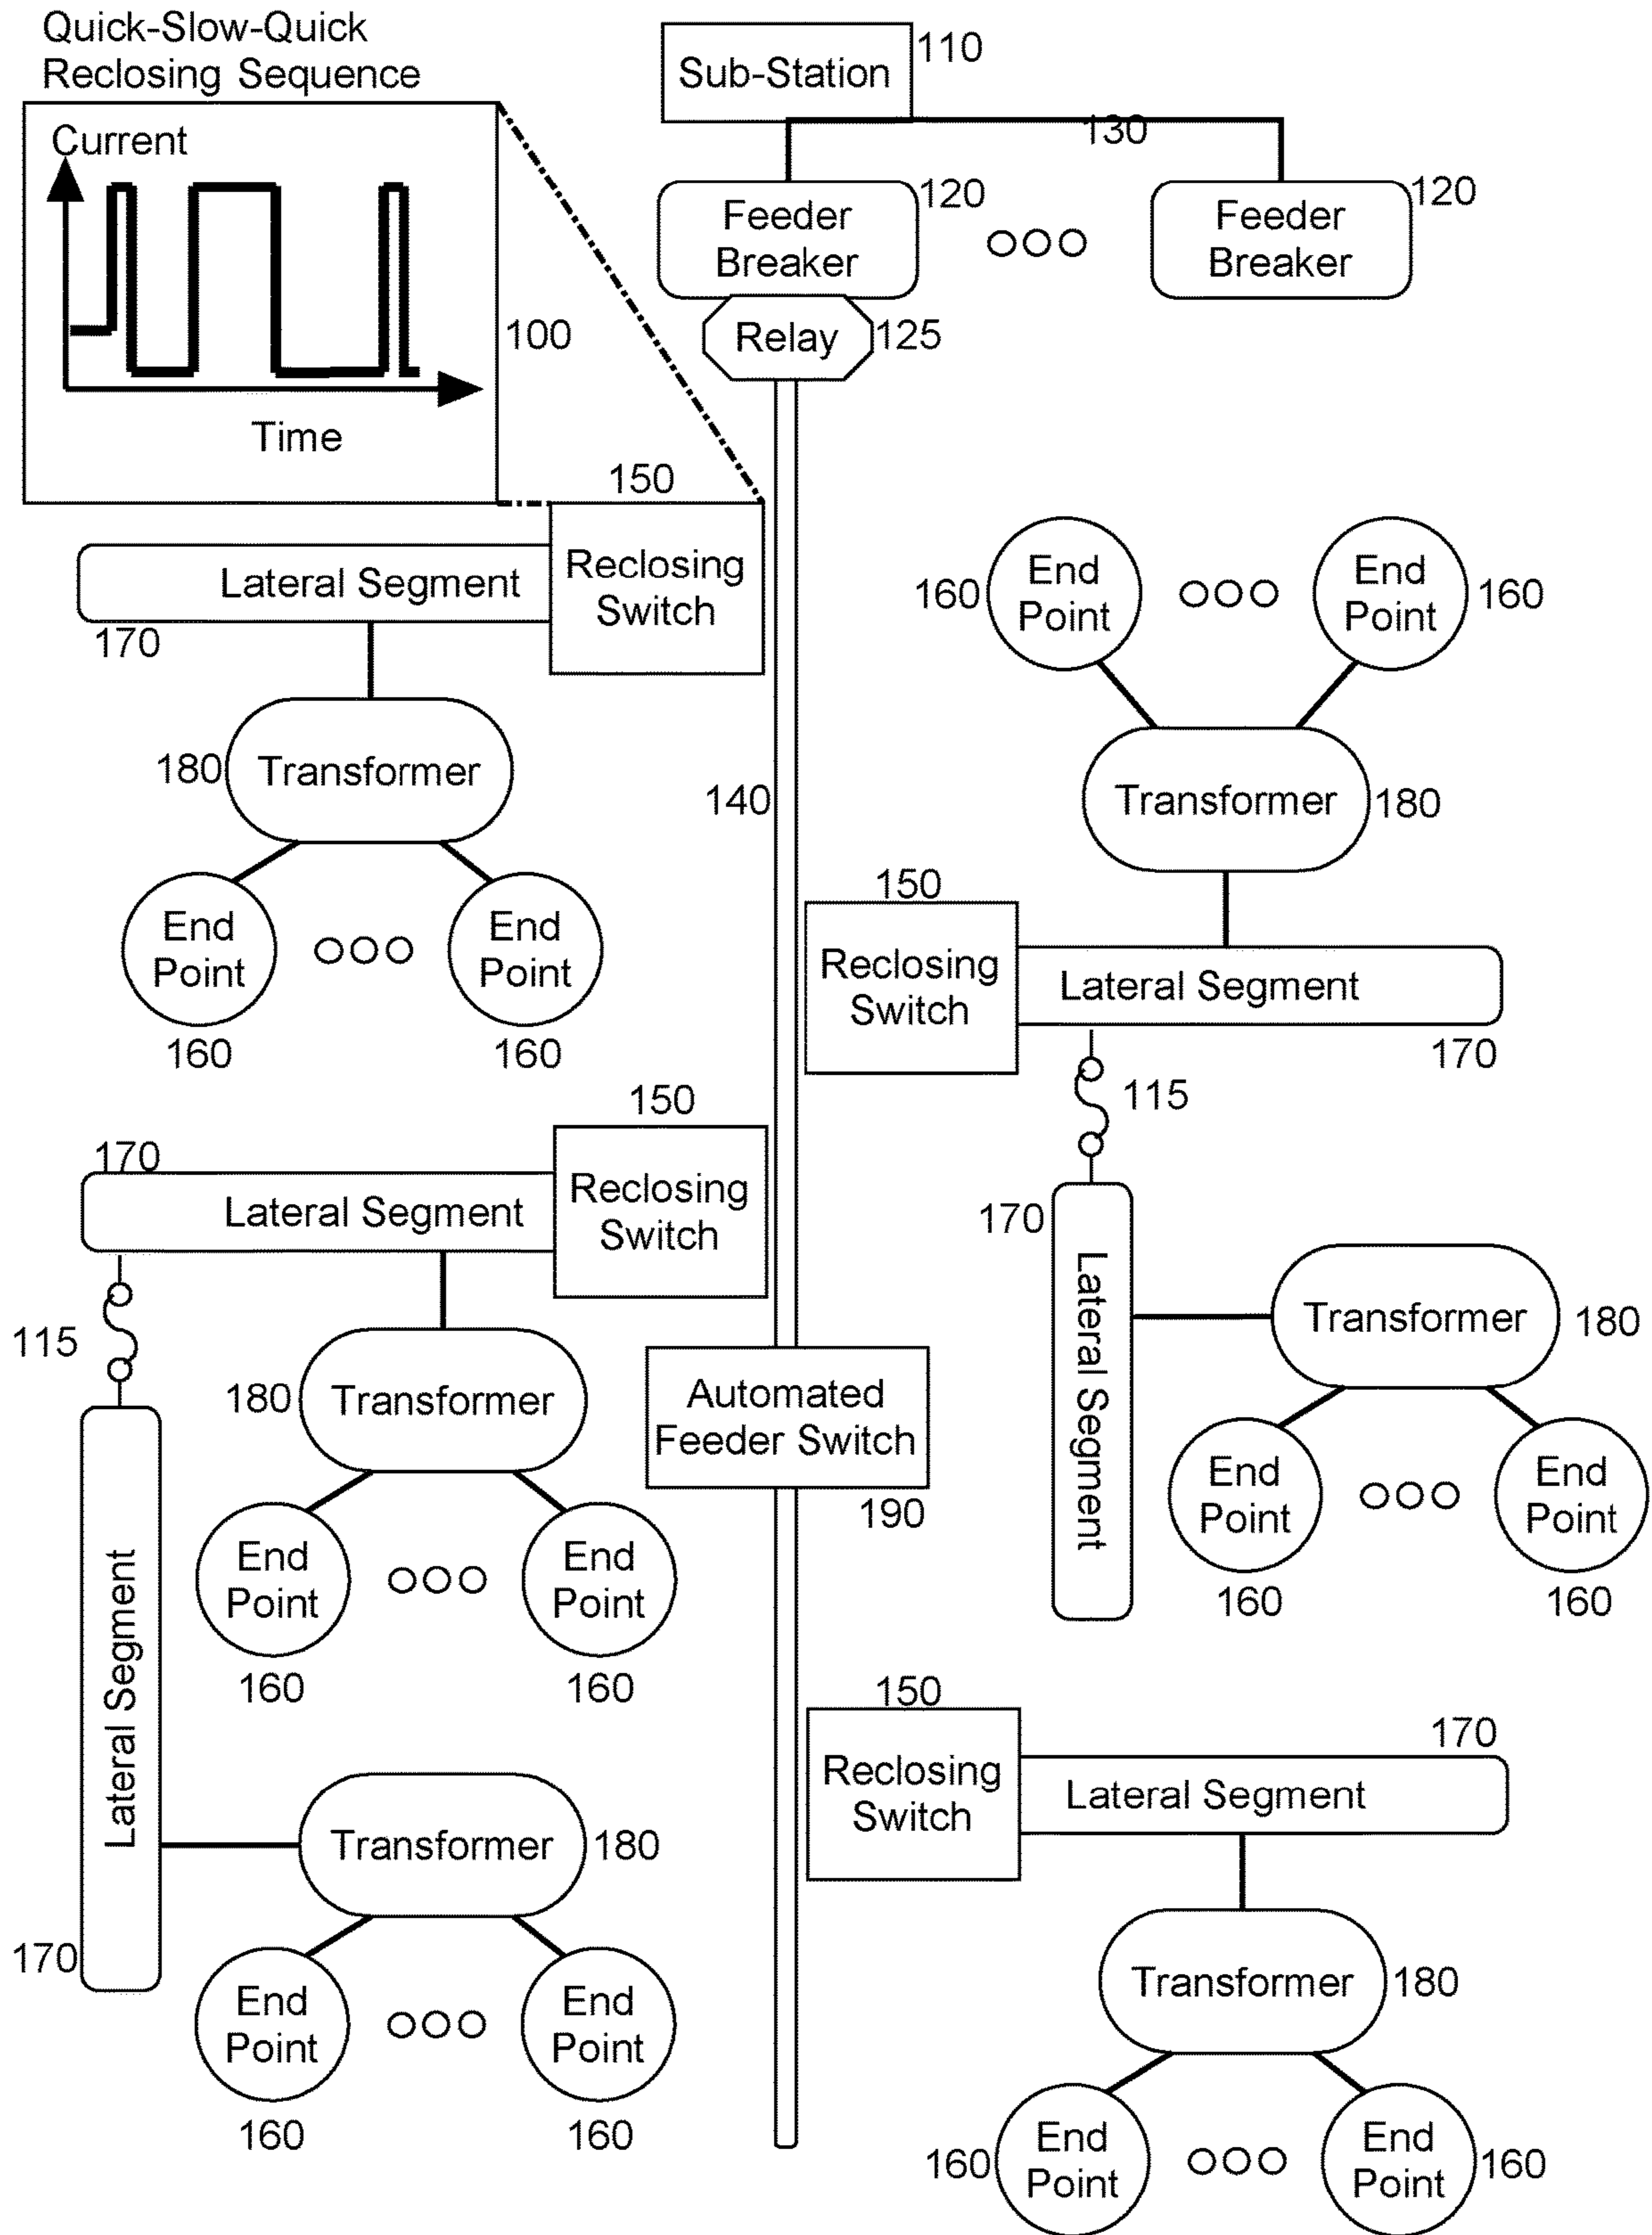 Quick-Slow-Quick
Reclosing Sequence
Current
Time
100
Sub-Station
110
130
Feeder
Breaker
120
Feeder
Breaker
120
Relay
125
150
Reclosing
Switch
Lateral Segment
170
180
Transformer
End
Point
End
Point
160
160
140
160
End
Point
End
Point
160
Transformer
180
150
Reclosing
Switch
Lateral Segment
170
115
170
Lateral Segment
Transformer
180
End
Point
End
Point
160
160
150
170
Lateral Segment
Reclosing
Switch
115
180
Transformer
End
Point
End
Point
160
160
Automated
Feeder Switch
190
Lateral Segment
170
Transformer
180
End
Point
End
Point
160
160
150
Reclosing
Switch
170
Lateral Segment
Transformer
180
160
End
Point
End
Point
160